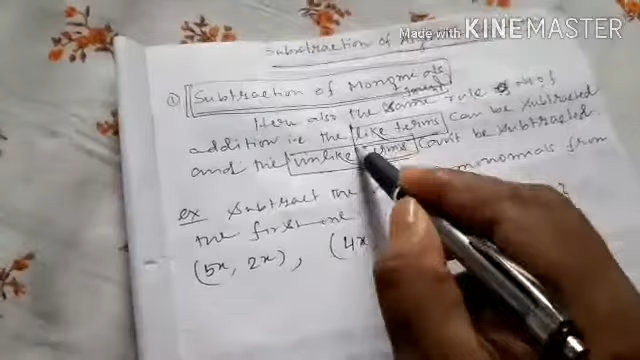 Made with KINEMASTER
Subtraction of
① Subtraction of Monomials
Here also the same rule of
addition i.e the like terms can be subtracted
and the unlike terms can't be subtracted.
ex Subtract the monomials from
the first one
(5x, 2x), (4x